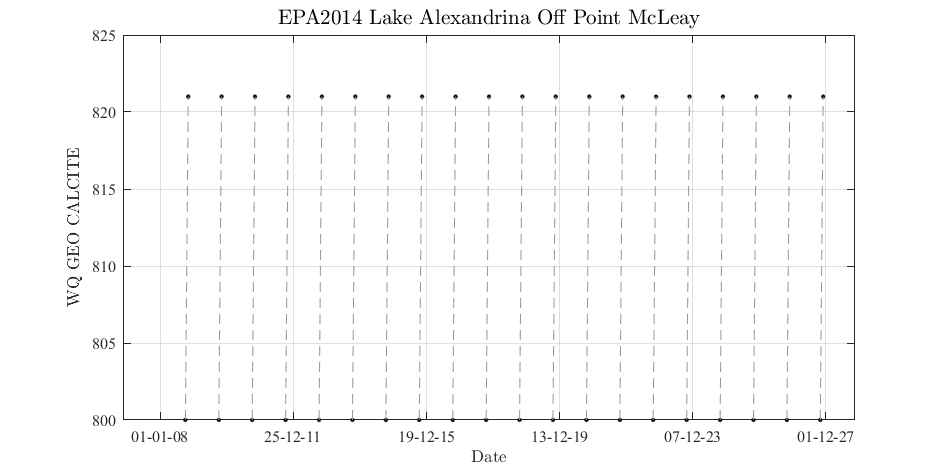 EPA2014 Lake Alexandrina Off Point McLeay
825
820
815
810
805
800
WQ GEO CALCITE
01-01-08 25-12-11 19-12-15 13-12-19 07-12-23 01-12-27
Date